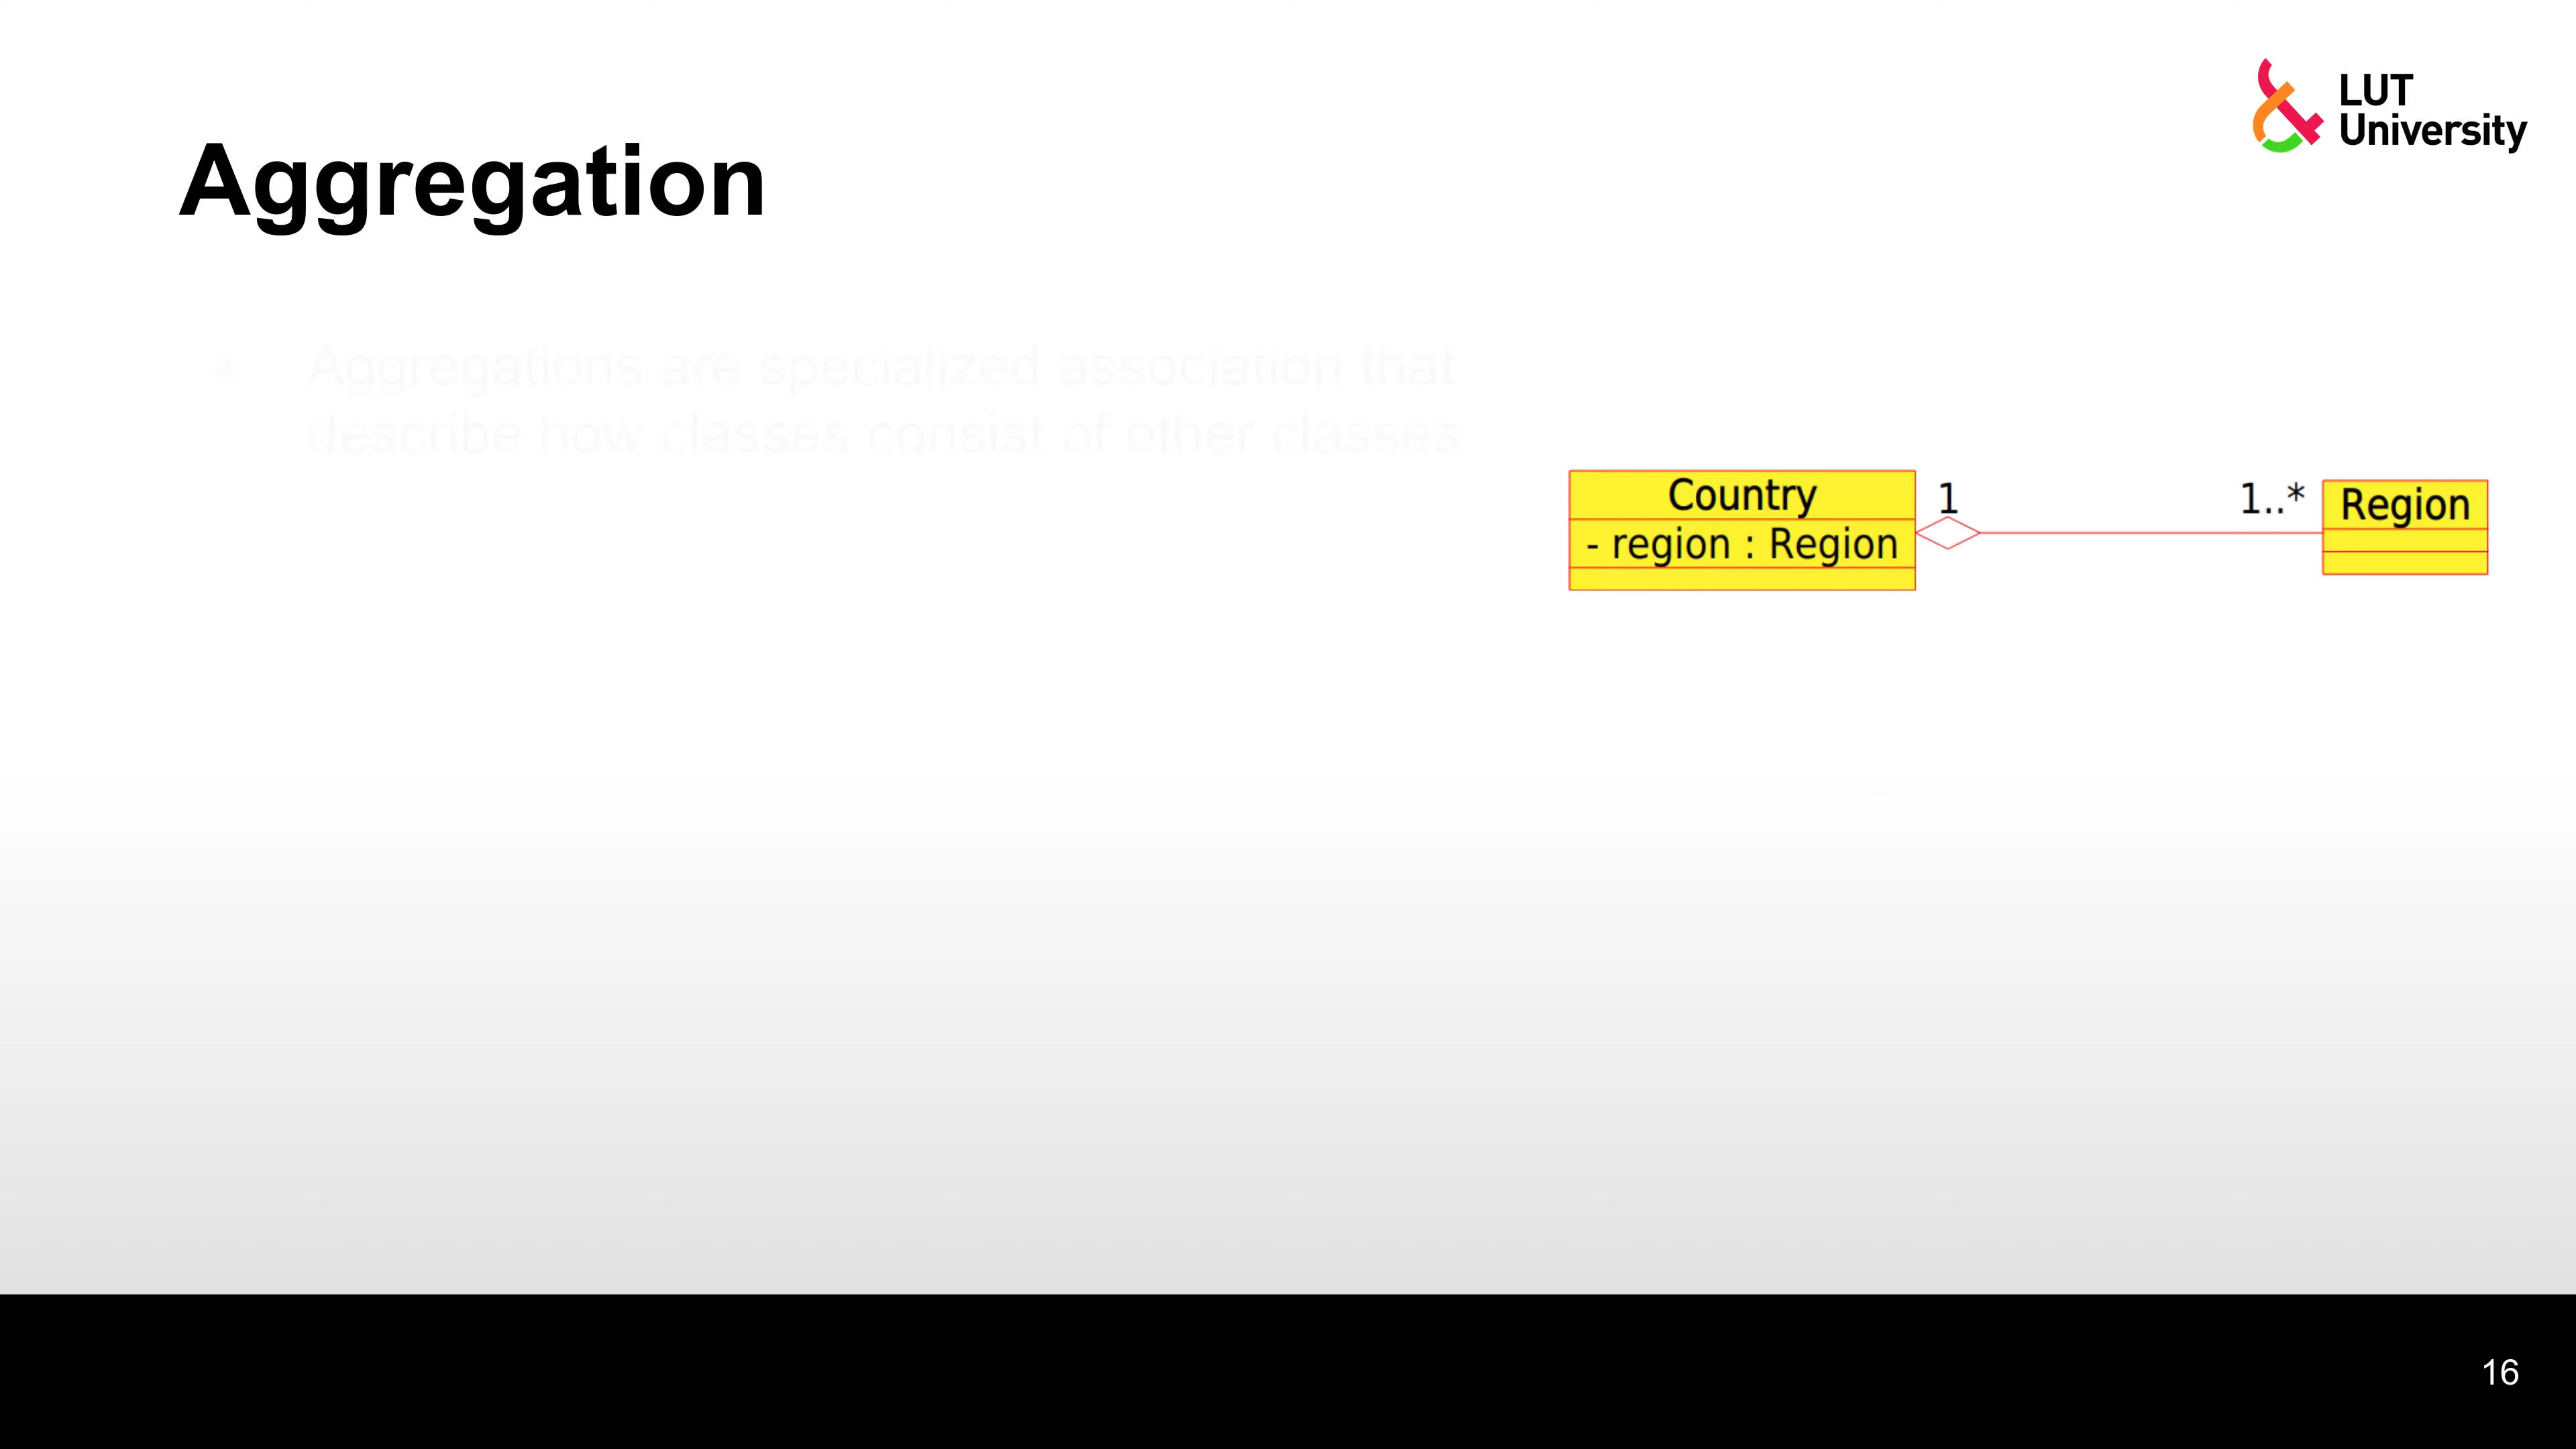 LUT
University
Aggregation
Aggregations are specialized association that
describe how classes consist of other classes
Country
- region : Region
1
1..*
Region
16